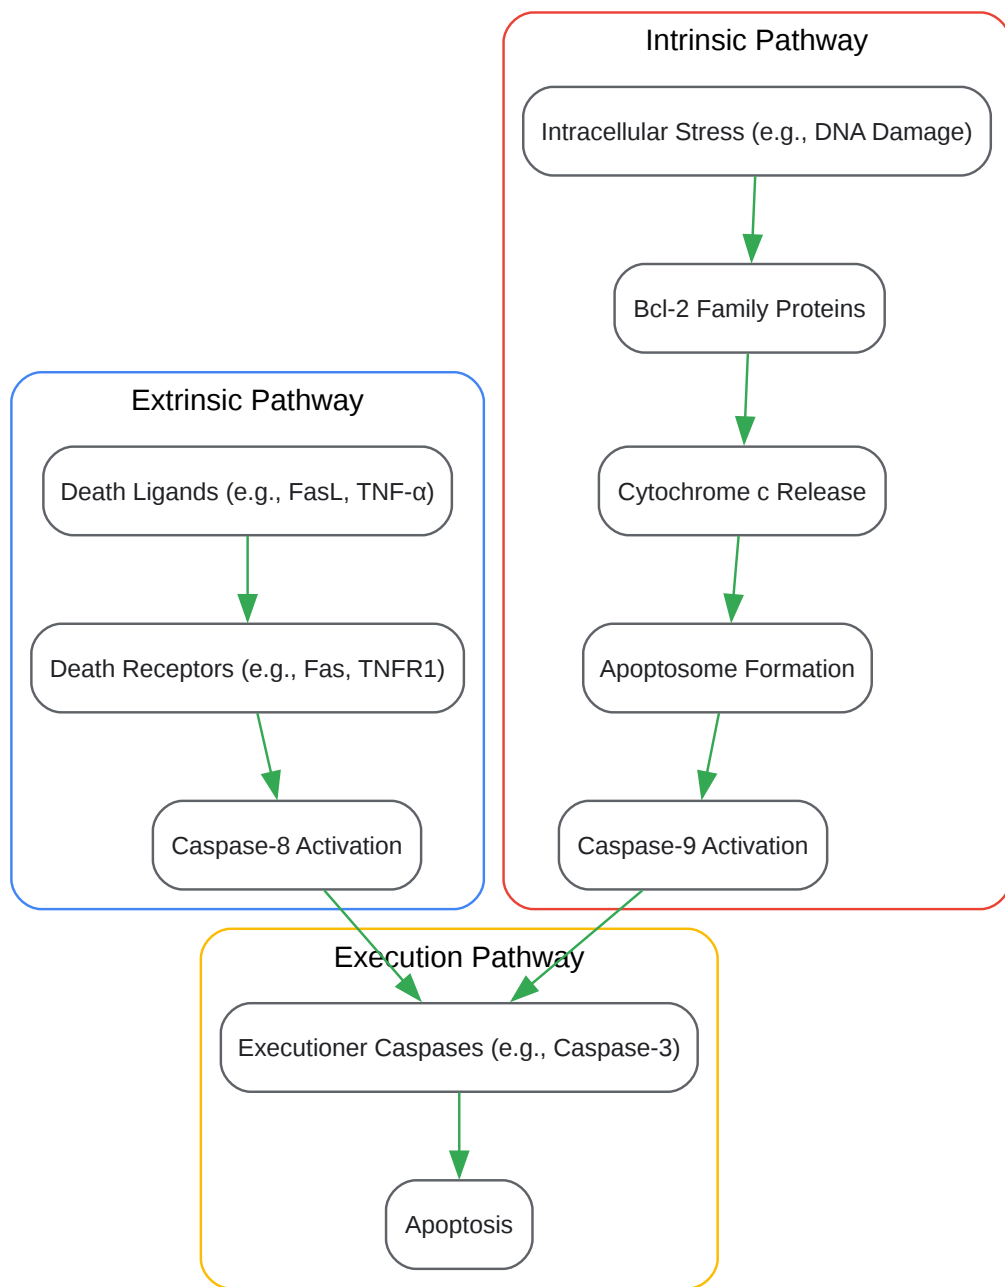 Intrinsic Pathway
Intracellular Stress (e.g., DNA Damage)
Bcl-2 Family Proteins
Cytochrome c Release
Apoptosome Formation
Caspase-9 Activation
Extrinsic Pathway
Death Ligands (e.g., FasL, TNF-α)
Death Receptors (e.g., Fas, TNFR1)
Caspase-8 Activation
Execution Pathway
Executioner Caspases (e.g., Caspase-3)
Apoptosis